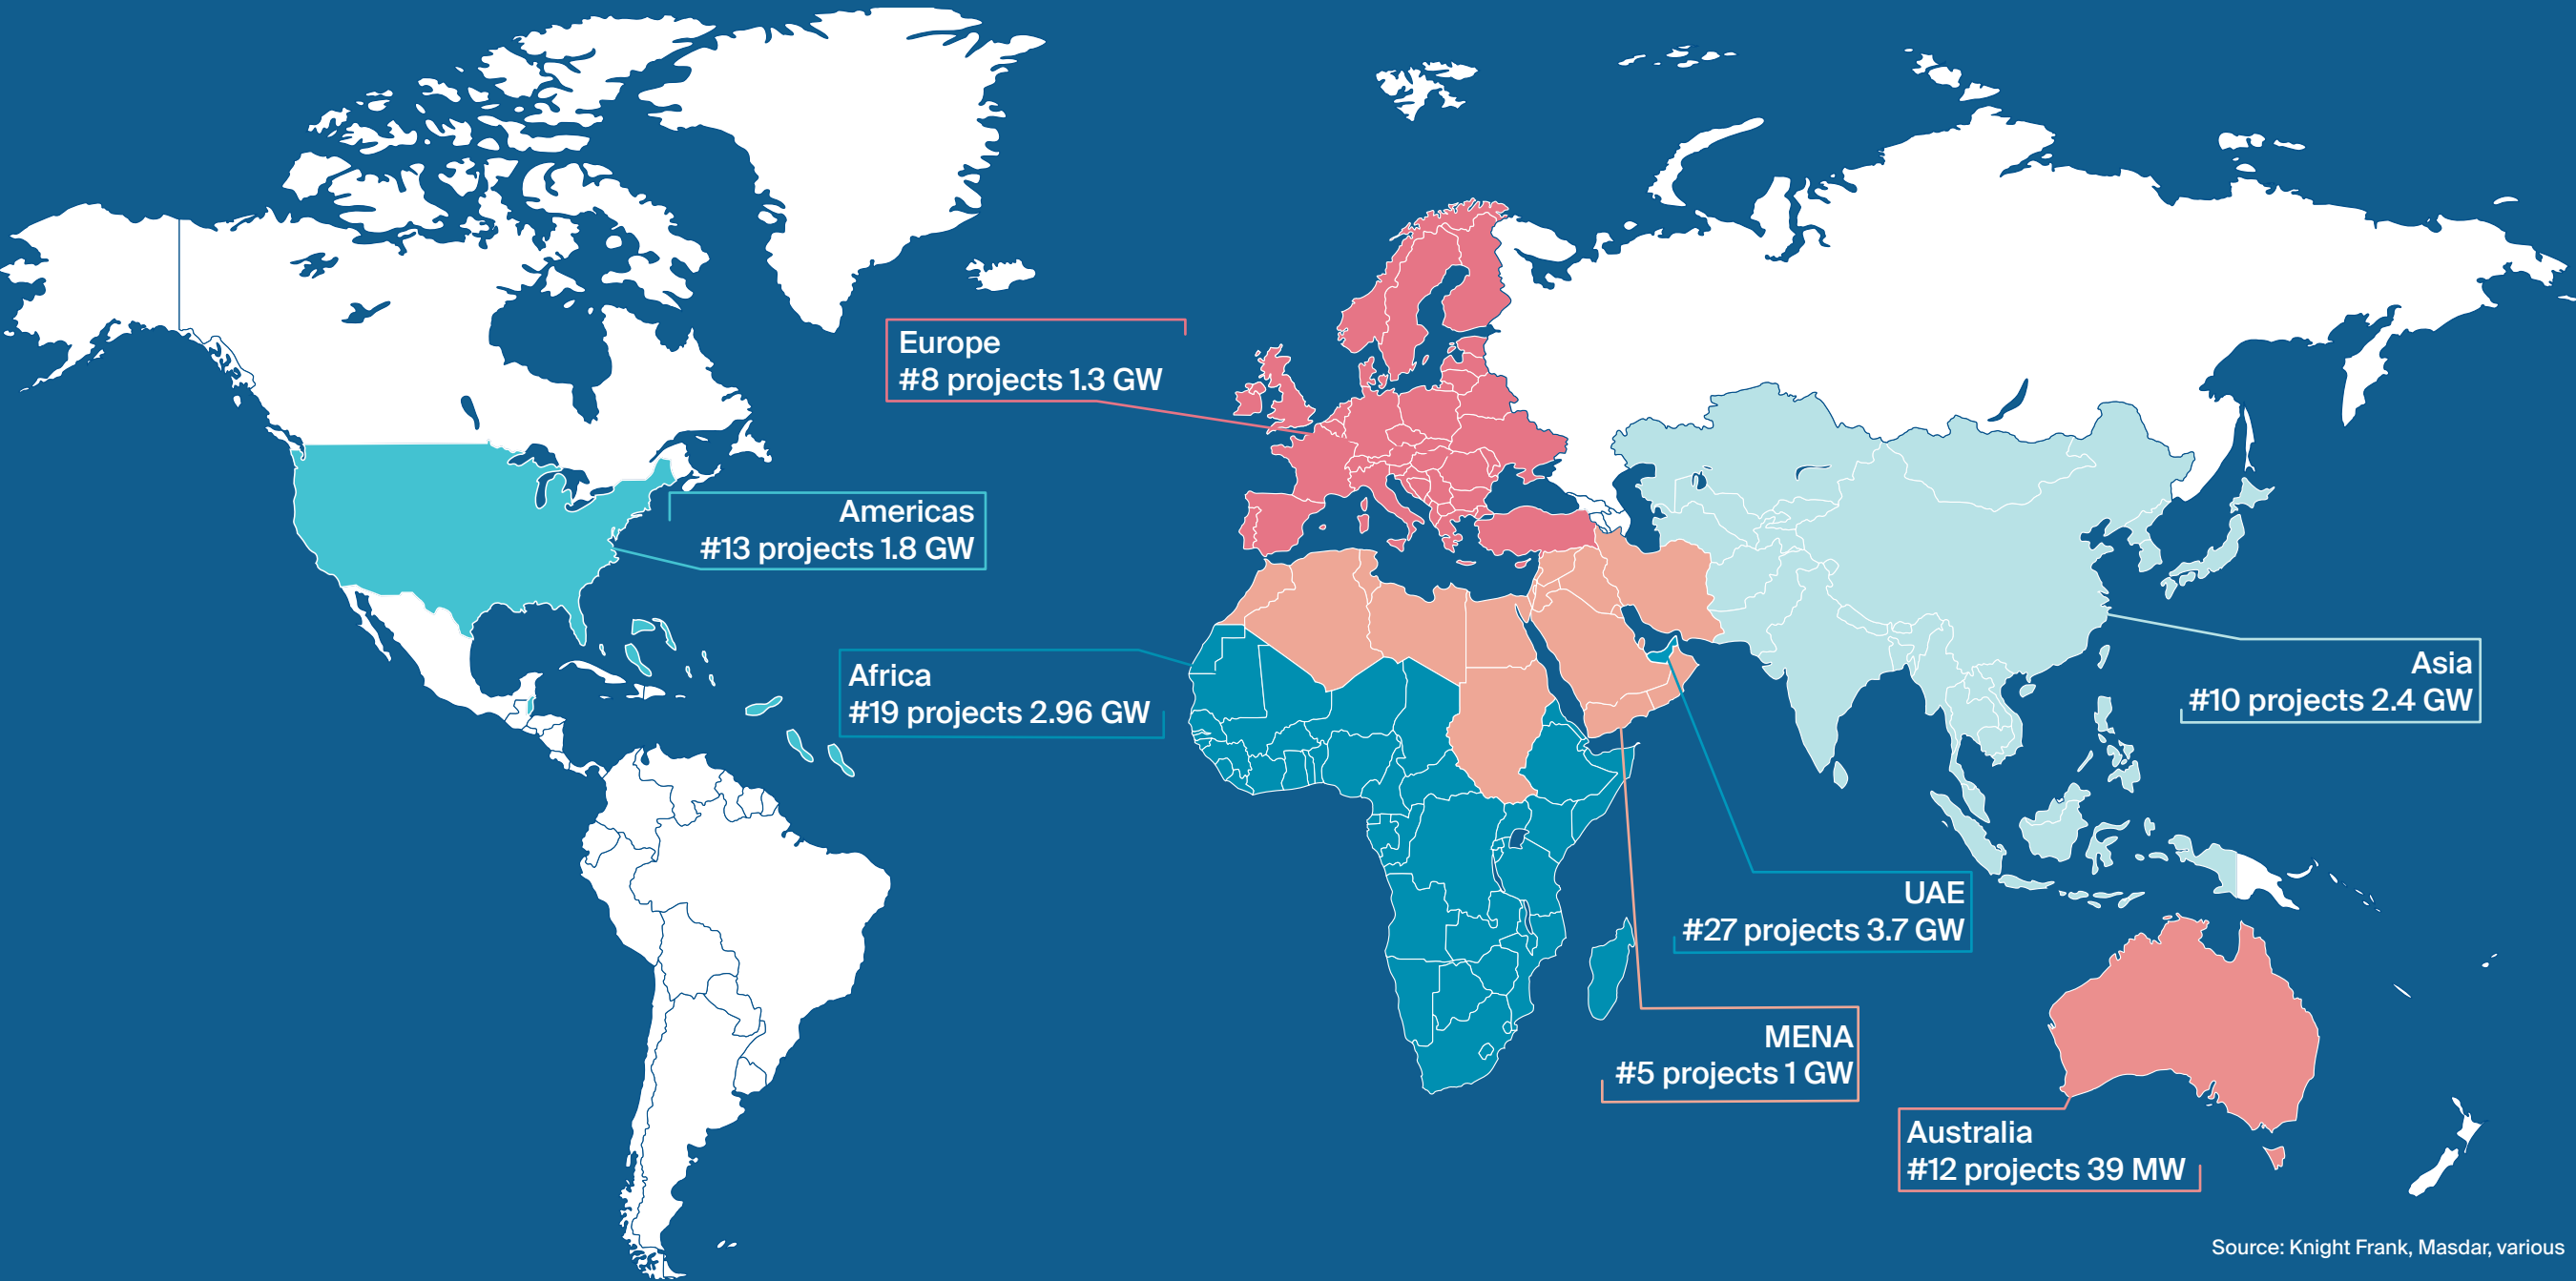 Europe
#8 projects 1.3 GW
Americas
#13 projects 1.8 GW
Africa
#19 projects 2.96 GW
Asia
#10 projects 2.4 GW
UAE
#27 projects 3.7 GW
MENA
#5 projects 1 GW
Australia
#12 projects 39 MW
Source: Knight Frank, Masdar, various